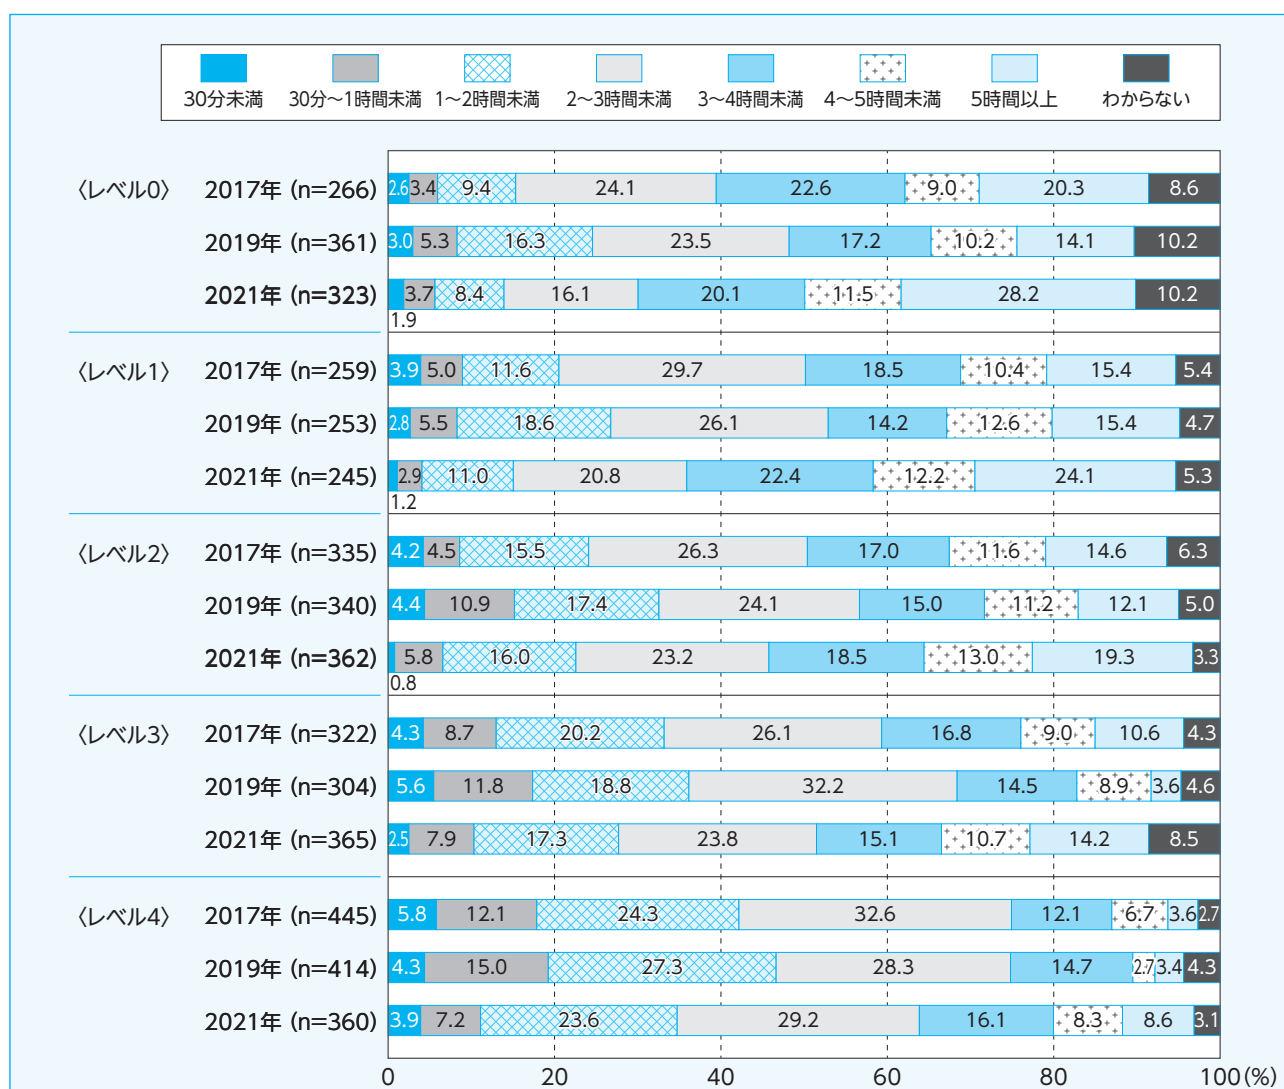 30分未満 30分～1時間未満 1～2時間未満 2～3時間未満 3～4時間未満 4～5時間未満 5時間以上 わからない
〈レベル0〉 2017年 (n=266) 2.6 3.4 9.4 24.1 22.6 9.0 20.3 8.6
2019年 (n=361) 3.0 5.3 16.3 23.5 17.2 10.2 14.1 10.2
2021年 (n=323) 3.7 8.4 16.1 20.1 11.5 28.2 10.2
1.9
〈レベル1〉 2017年 (n=259) 3.9 5.0 11.6 29.7 18.5 10.4 15.4 5.4
2019年 (n=253) 2.8 5.5 18.6 26.1 14.2 12.6 15.4 4.7
2021年 (n=245) 2.9 11.0 20.8 22.4 12.2 24.1 5.3
1.2
〈レベル2〉 2017年 (n=335) 4.2 4.5 15.5 26.3 17.0 11.6 14.6 6.3
2019年 (n=340) 4.4 10.9 17.4 24.1 15.0 11.2 12.1 5.0
2021年 (n=362) 5.8 16.0 23.2 18.5 13.0 19.3 3.3
0.8
〈レベル3〉 2017年 (n=322) 4.3 8.7 20.2 26.1 16.8 9.0 10.6 4.3
2019年 (n=304) 5.6 11.8 18.8 32.2 14.5 8.9 3.6 4.6
2021年 (n=365) 2.5 7.9 17.3 23.8 15.1 10.7 14.2 8.5
〈レベル4〉 2017年 (n=445) 5.8 12.1 24.3 32.6 12.1 6.7 3.6 2.7
2019年 (n=414) 4.3 15.0 27.3 28.3 14.7 2.7 3.4 4.3
2021年 (n=360) 3.9 7.2 23.6 29.2 16.1 8.3 8.6 3.1
0 20 40 60 80 100(%)